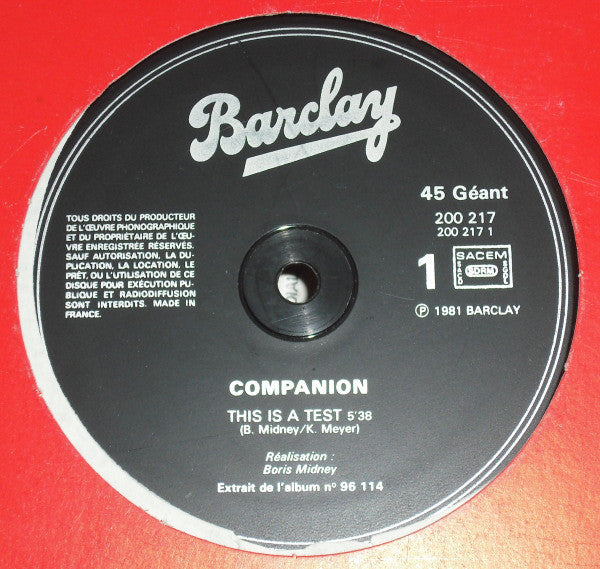 Barclay
45 Géant
200 217
200 217 1
TOUS DROITS DU PRODUCTEUR
DE L'ŒUVRE PHONOGRAPHIQUE
ET DU PROPRIÉTAIRE DE L'ŒU-
VRE ENREGISTRÉE RÉSERVÉS.
SAUF AUTORISATION, LA DU-
PLICATION, LA LOCATION, LE
PRÊT, OU L'UTILISATION DE CE
DISQUE POUR EXÉCUTION PU-
BLIQUE ET RADIODIFFUSION
SONT INTERDITS. MADE IN
FRANCE.
1
SACEM
SACD
SDRM
SGDL
℗ 1981 BARCLAY
COMPANION
THIS IS A TEST 5'38
(B. Midney/K. Meyer)
Réalisation :
Boris Midney
Extrait de l'album nº 96 114